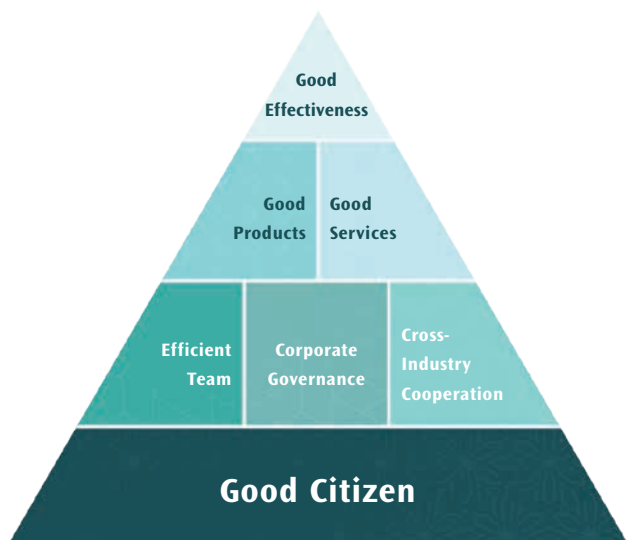 Good
Effectiveness
Good
Products
Good
Services
Efficient
Team
Corporate
Governance
Cross-
Industry
Cooperation
Good Citizen